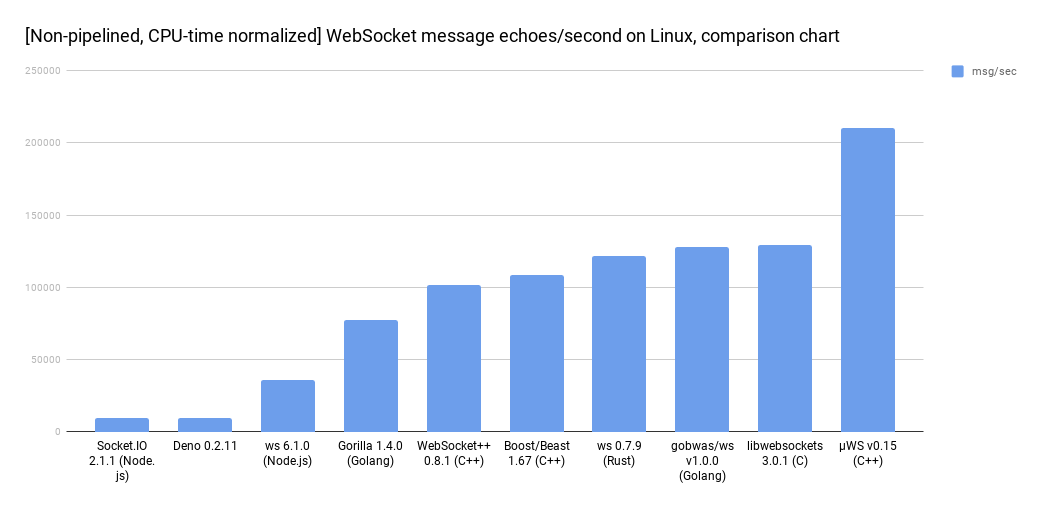 [Non-pipelined, CPU-time normalized] WebSocket message echoes/second on Linux, comparison chart
msg/sec
250000
200000
150000
100000
50000
0
Socket.IO
2.1.1 (Node.
js)
Deno 0.2.11
ws 6.1.0
(Node.js)
Gorilla 1.4.0
(Golang)
WebSocket++
0.8.1 (C++)
Boost/Beast
1.67 (C++)
ws 0.7.9
(Rust)
gobwas/ws
v1.0.0
(Golang)
libwebsockets
3.0.1 (C)
µWS v0.15
(C++)